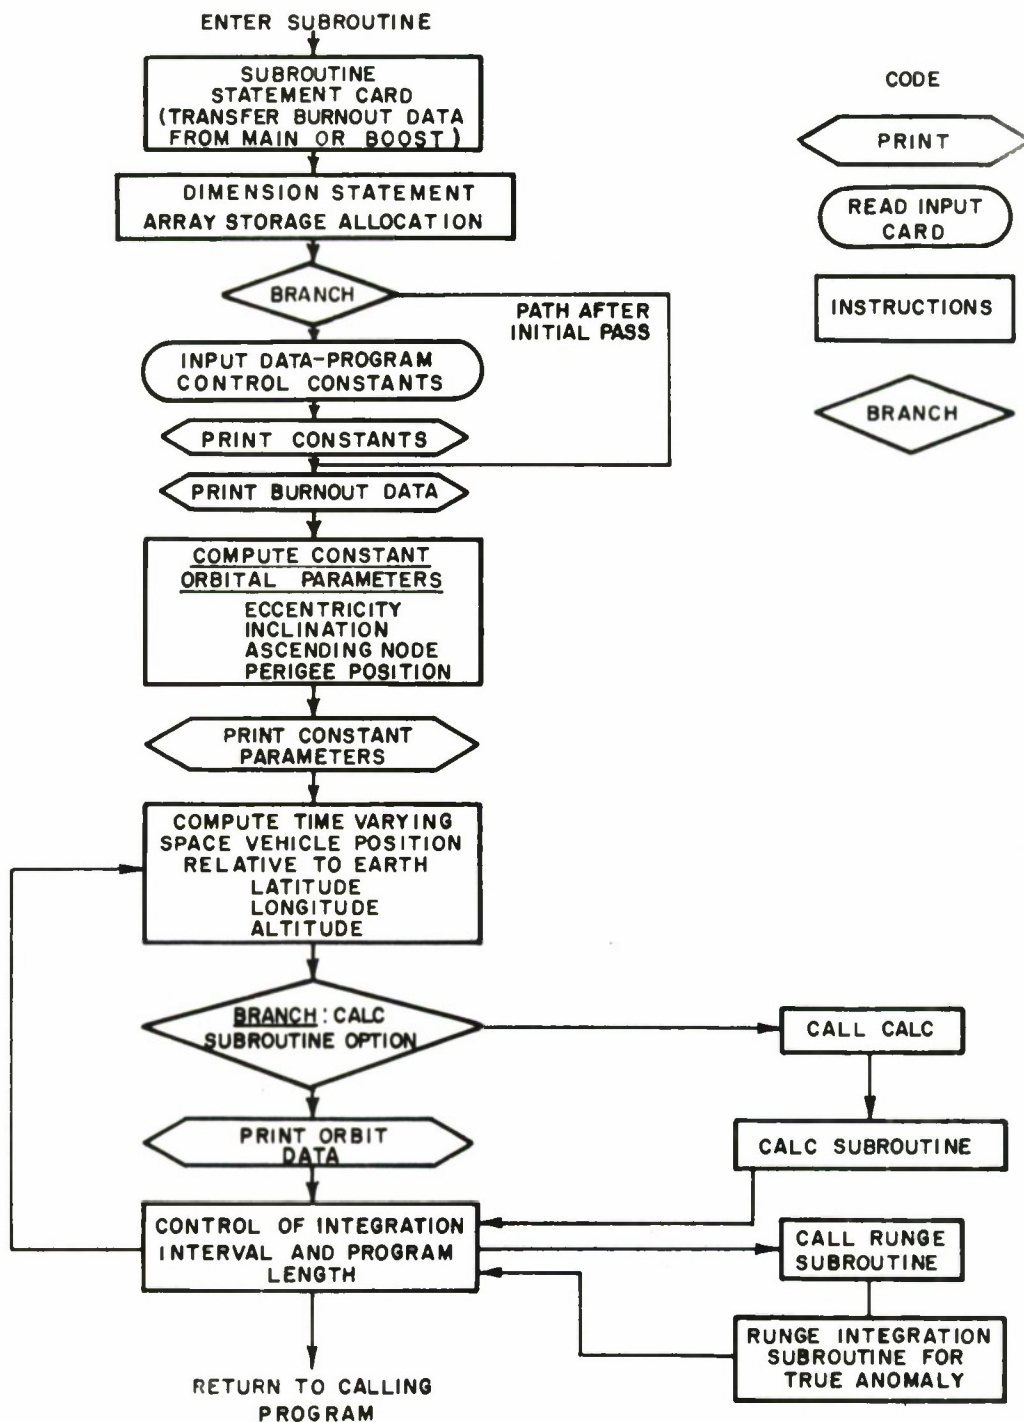 ENTER SUBROUTINE
SUBROUTINE
STATEMENT CARD
(TRANSFER BURNOUT DATA
FROM MAIN OR BOOST)
DIMENSION STATEMENT
ARRAY STORAGE ALLOCATION
BRANCH
PATH AFTER
INITIAL PASS
INPUT DATA-PROGRAM
CONTROL CONSTANTS
PRINT CONSTANTS
PRINT BURNOUT DATA
COMPUTE CONSTANT
ORBITAL PARAMETERS
ECCENTRICITY
INCLINATION
ASCENDING NODE
PERIGEE POSITION
PRINT CONSTANT
PARAMETERS
COMPUTE TIME VARYING
SPACE VEHICLE POSITION
RELATIVE TO EARTH
LATITUDE
LONGITUDE
ALTITUDE
BRANCH: CALC
SUBROUTINE OPTION
CALL CALC
CALC SUBROUTINE
PRINT ORBIT
DATA
CONTROL OF INTEGRATION
INTERVAL AND PROGRAM
LENGTH
CALL RUNGE
SUBROUTINE
RUNGE INTEGRATION
SUBROUTINE FOR
TRUE ANOMALY
RETURN TO CALLING
PROGRAM
CODE
PRINT
READ INPUT
CARD
INSTRUCTIONS
BRANCH